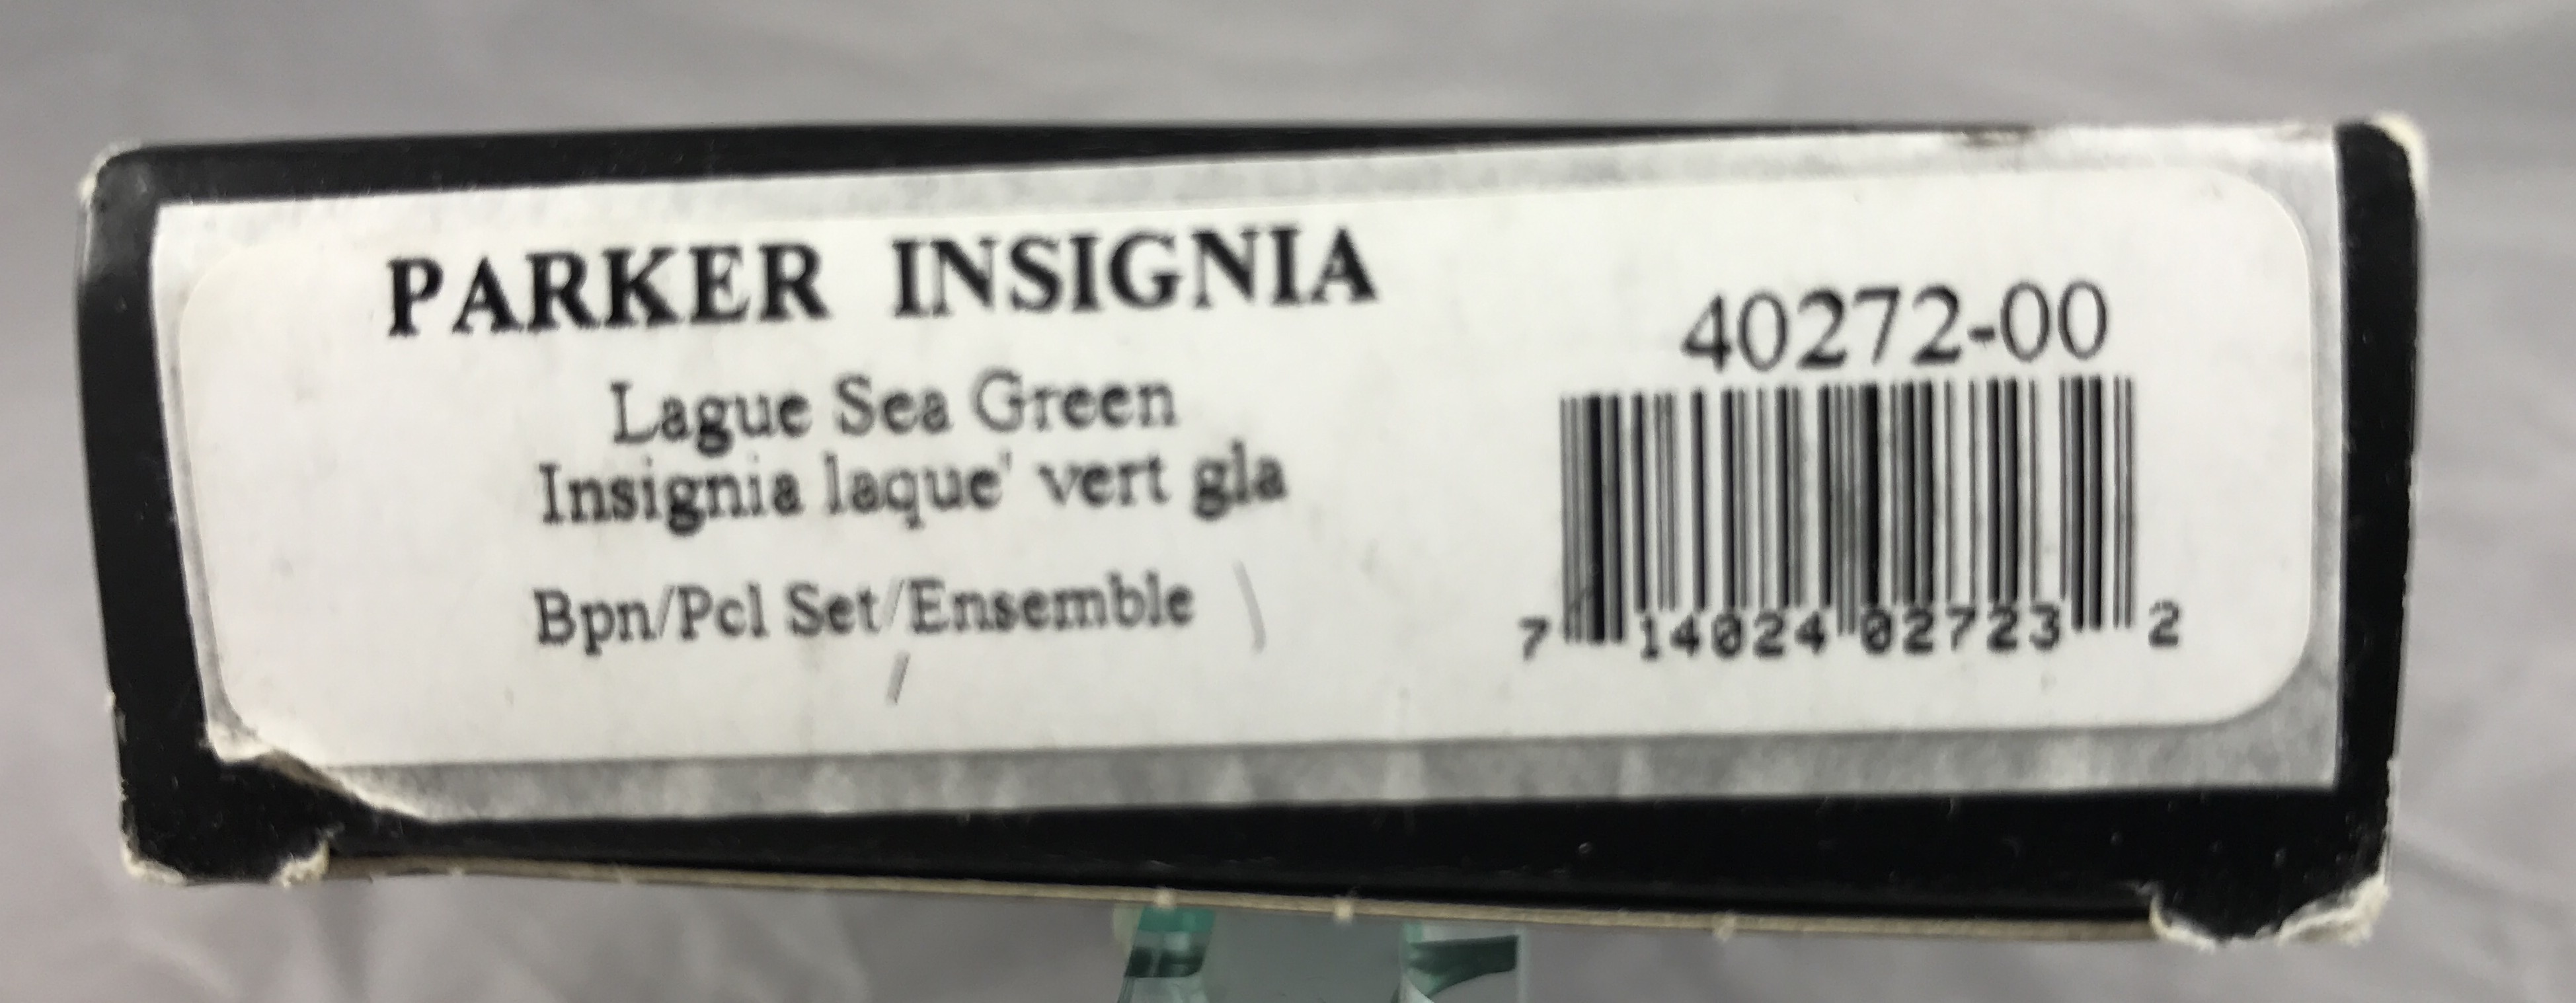 PARKER INSIGNIA
Lague Sea Green
Insignia laque' vert gla
Bpn/Pcl Set/Ensemble
40272-00
7 14024 02723 2